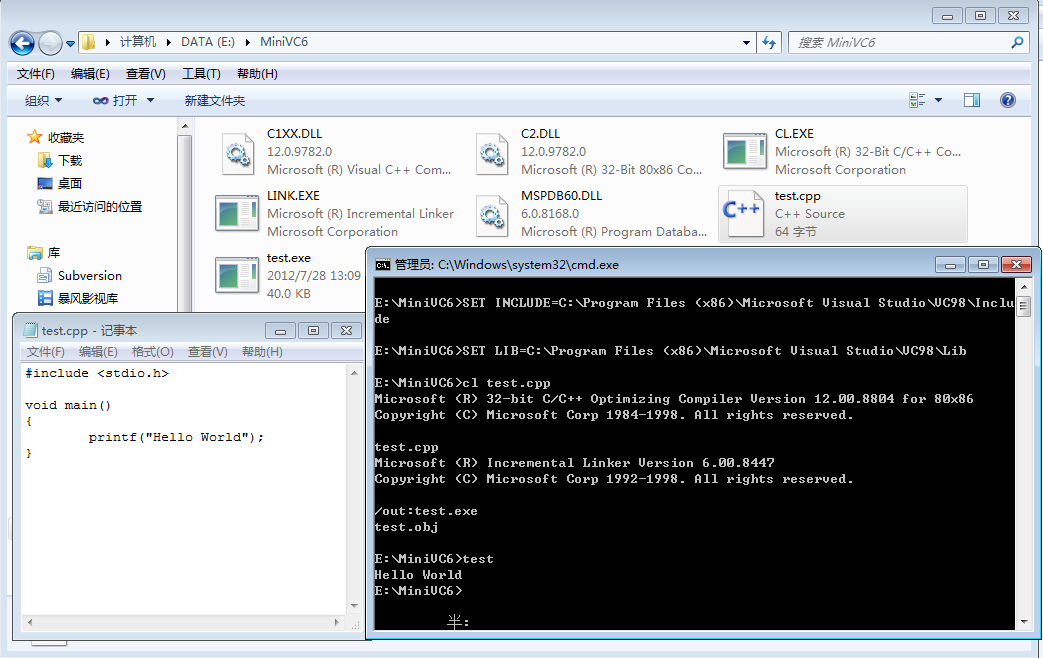 计算机 ▸ DATA (E:) ▸ MiniVC6
搜索 MiniVC6
文件(F) 编辑(E) 查看(V) 工具(T) 帮助(H)
组织 打开 新建文件夹
收藏夹
下载
桌面
最近访问的位置
库
Subversion
暴风影视库
C1XX.DLL
12.0.9782.0
Microsoft (R) Visual C++ Com...
C2.DLL
12.0.9782.0
Microsoft (R) 32-Bit 80x86 Co...
CL.EXE
Microsoft (R) 32-Bit C/C++ Co...
Microsoft Corporation
LINK.EXE
Microsoft (R) Incremental Linker
Microsoft Corporation
MSPDB60.DLL
6.0.8168.0
Microsoft (R) Program Databa...
C++
test.cpp
C++ Source
64 字节
test.exe
2012/7/28 13:09
40.0 KB
test.cpp - 记事本
文件(F) 编辑(E) 格式(O) 查看(V) 帮助(H)
#include <stdio.h>
void main()
{
printf("Hello World");
}
C:\ 管理员: C:\Windows\system32\cmd.exe
E:\MiniVC6>SET INCLUDE=C:\Program Files (x86)\Microsoft Visual Studio\VC98\Inclu
de
E:\MiniVC6>SET LIB=C:\Program Files (x86)\Microsoft Visual Studio\VC98\Lib
E:\MiniVC6>cl test.cpp
Microsoft (R) 32-bit C/C++ Optimizing Compiler Version 12.00.8804 for 80x86
Copyright (C) Microsoft Corp 1984-1998. All rights reserved.
test.cpp
Microsoft (R) Incremental Linker Version 6.00.8447
Copyright (C) Microsoft Corp 1992-1998. All rights reserved.
/out:test.exe
test.obj
E:\MiniVC6>test
Hello World
E:\MiniVC6>
半: